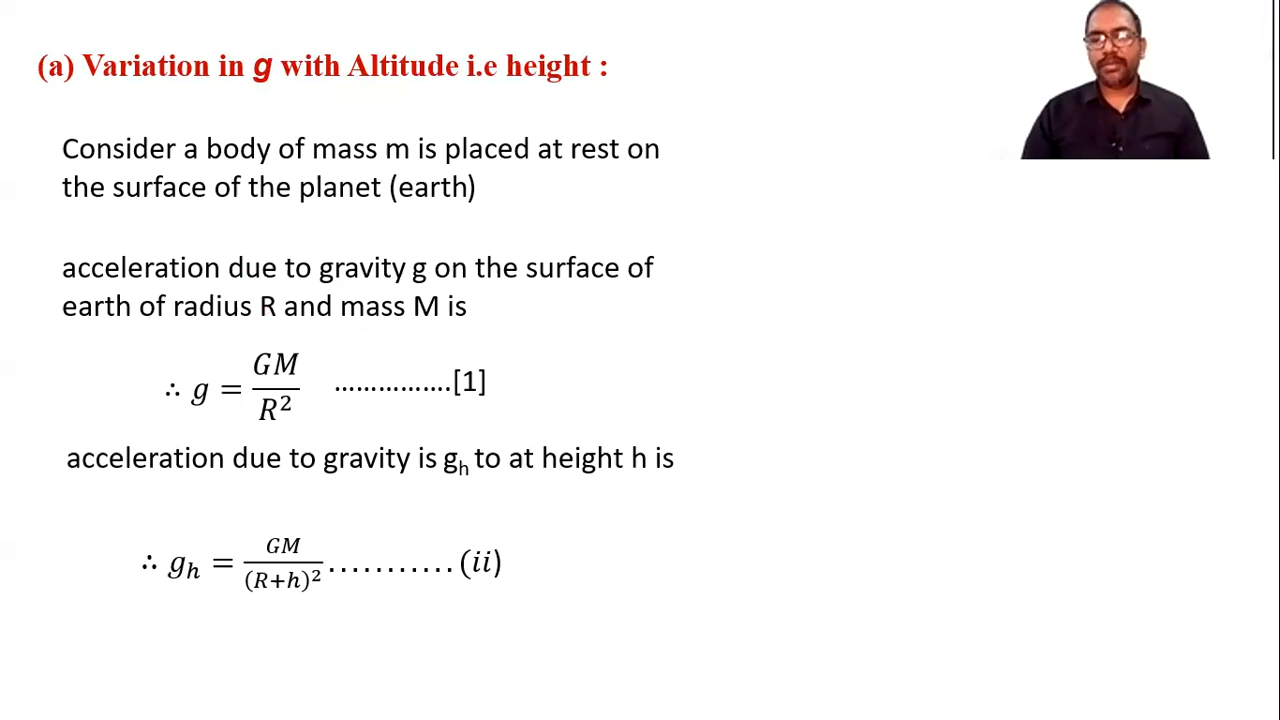 (a) Variation in g with Altitude i.e height :
Consider a body of mass m is placed at rest on
the surface of the planet (earth)
acceleration due to gravity g on the surface of
earth of radius R and mass M is
∴ g = GM/R² ................[1]
acceleration due to gravity is gₕ to at height h is
∴ gₕ = GM/(R+h)² ........... (ii)